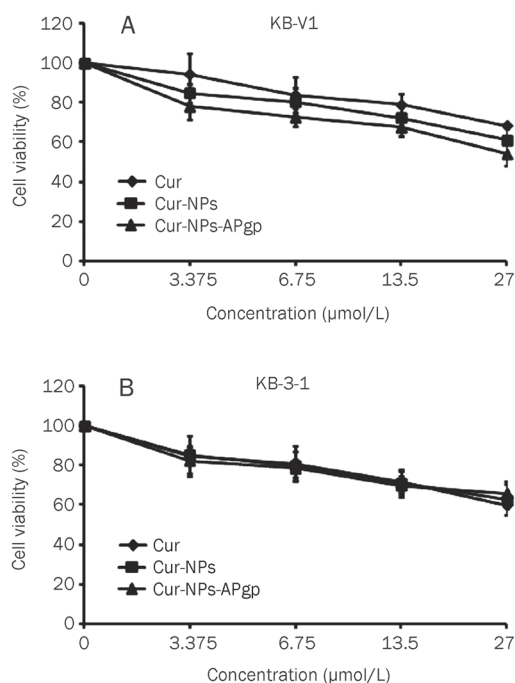 A
KB-V1
120
100
80
60
40
20
0
Cell viability (%)
Cur
Cur-NPs
Cur-NPs-APgp
0 3.375 6.75 13.5 27
Concentration (µmol/L)
B
KB-3-1
120
100
80
60
40
20
0
Cell viability (%)
Cur
Cur-NPs
Cur-NPs-APgp
0 3.375 6.75 13.5 27
Concentration (µmol/L)